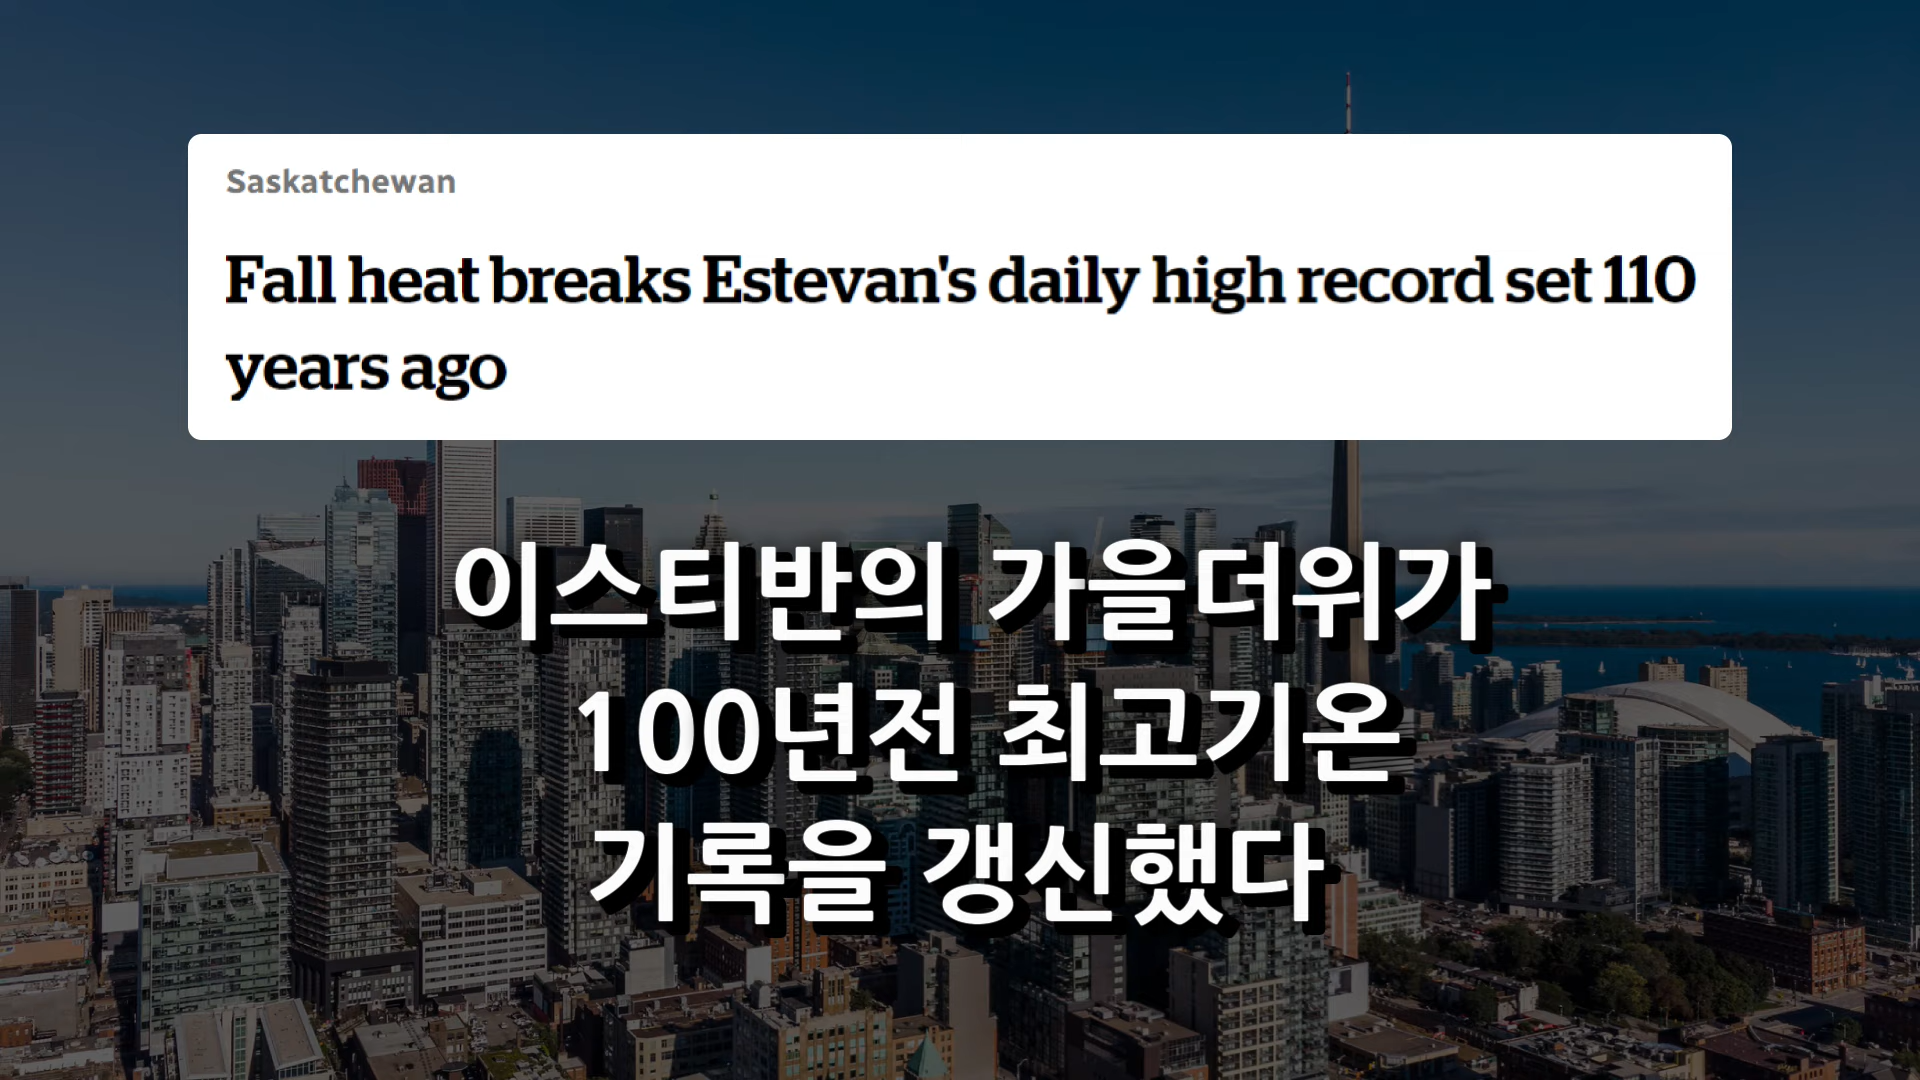 Saskatchewan
Fall heat breaks Estevan's daily high record set 110
years ago
이스티반의 가을더위가
100년전 최고기온
기록을 갱신했다